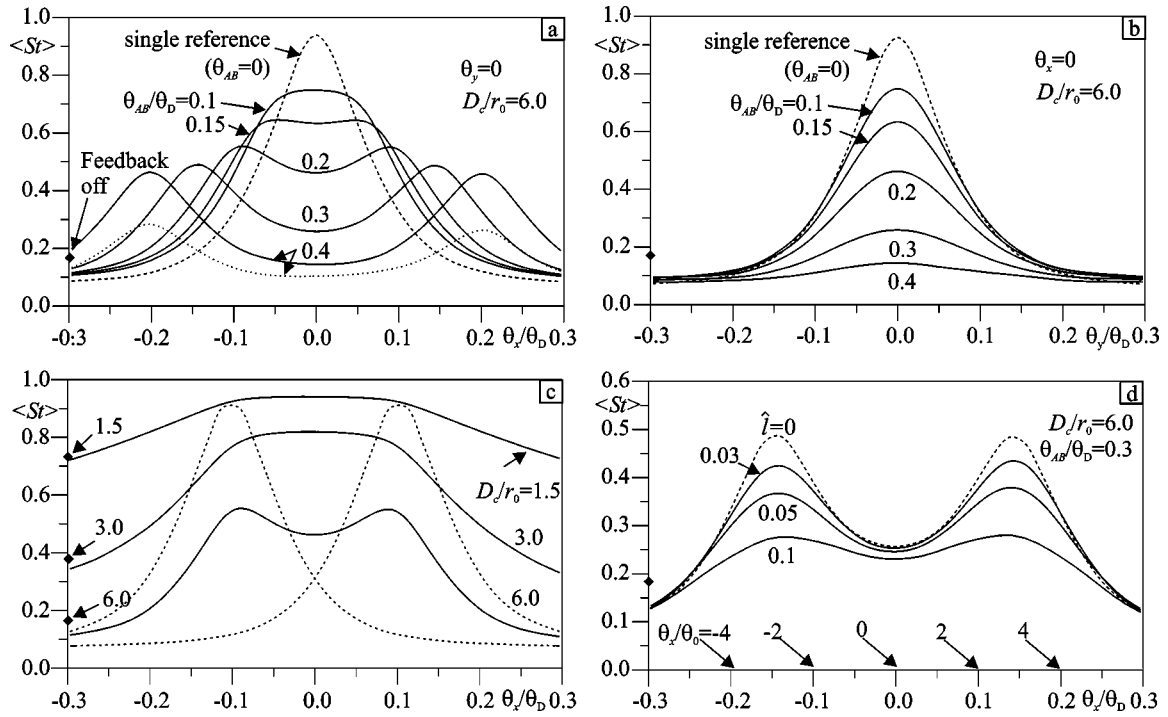 1.0
<St>
0.8
0.6
0.4
0.2
0.0
a
single reference
(θAB=0)
θy=0
Dc/r0=6.0
θAB/θD=0.1
0.15
Feedback
off
0.2
0.3
0.4
-0.3
-0.2
-0.1
0.0
0.1
0.2
θx/θD
0.3
1.0
<St>
0.8
0.6
0.4
0.2
0.0
b
single reference
(θAB=0)
θx=0
Dc/r0=6.0
θAB/θD=0.1
0.15
0.2
0.3
0.4
-0.3
-0.2
-0.1
0.0
0.1
0.2
θy/θD
0.3
1.0
<St>
0.8
0.6
0.4
0.2
0.0
c
1.5
Dc/r0=1.5
3.0
3.0
6.0
6.0
-0.3
-0.2
-0.1
0.0
0.1
0.2
θx/θD
0.3
0.6
<St>
0.5
0.4
0.3
0.2
0.1
0.0
d
l̂=0
Dc/r0=6.0
θAB/θD=0.3
0.03
0.05
0.1
θx/θ0=-4
-2
0
2
4
-0.3
-0.2
-0.1
0.0
0.1
0.2
θx/θD
0.3